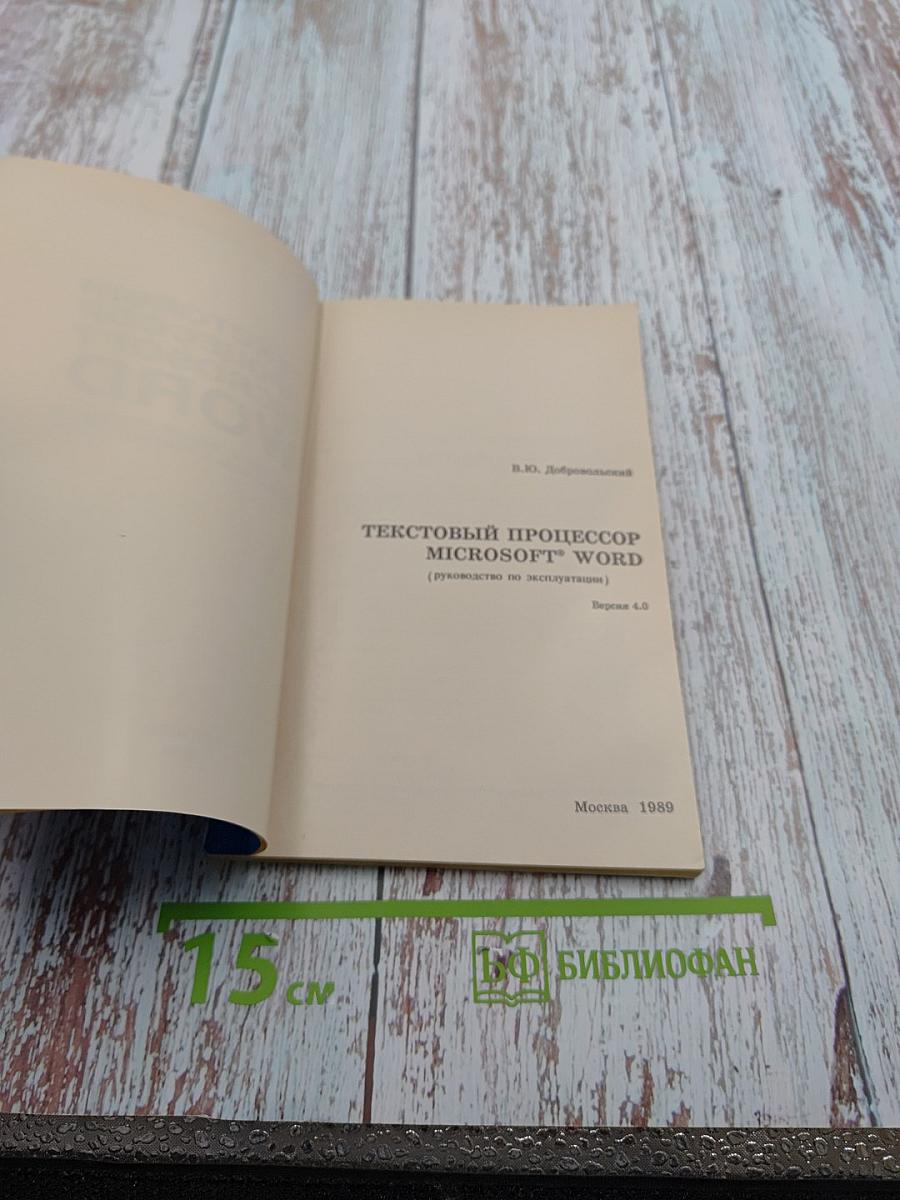 В.Ю. Добровольский
ТЕКСТОВЫЙ ПРОЦЕССОР
MICROSOFT® WORD
(руководство по эксплуатации)
Версия 4.0
Москва 1989
15 см
БФ БИБЛИОФАН